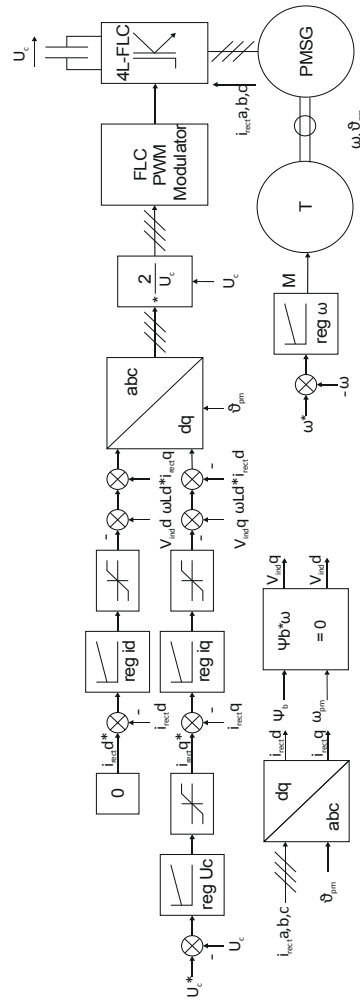 U_c
4L-FLC
i_rect a,b,c
PMSG
ω,ϑ_pm
FLC
PWM
Modulator
T
2
U_c
*
U_c
M
reg ω
ω*
-
ω
abc
dq
ϑ_pm
-
V_ind d
ωLd*i_rect q
-
V_ind q
ωLd*i_rect d
-
reg id
reg iq
i_rect d*
-
i_rect d
i_rect q*
-
i_rect q
0
reg Uc
U_c*
-
U_c
i_rect a,b,c
ϑ_pm
dq
abc
i_rect d
i_rect q
Ψ_b
ω_pm
Ψb*ω
= 0
V_ind q
V_ind d